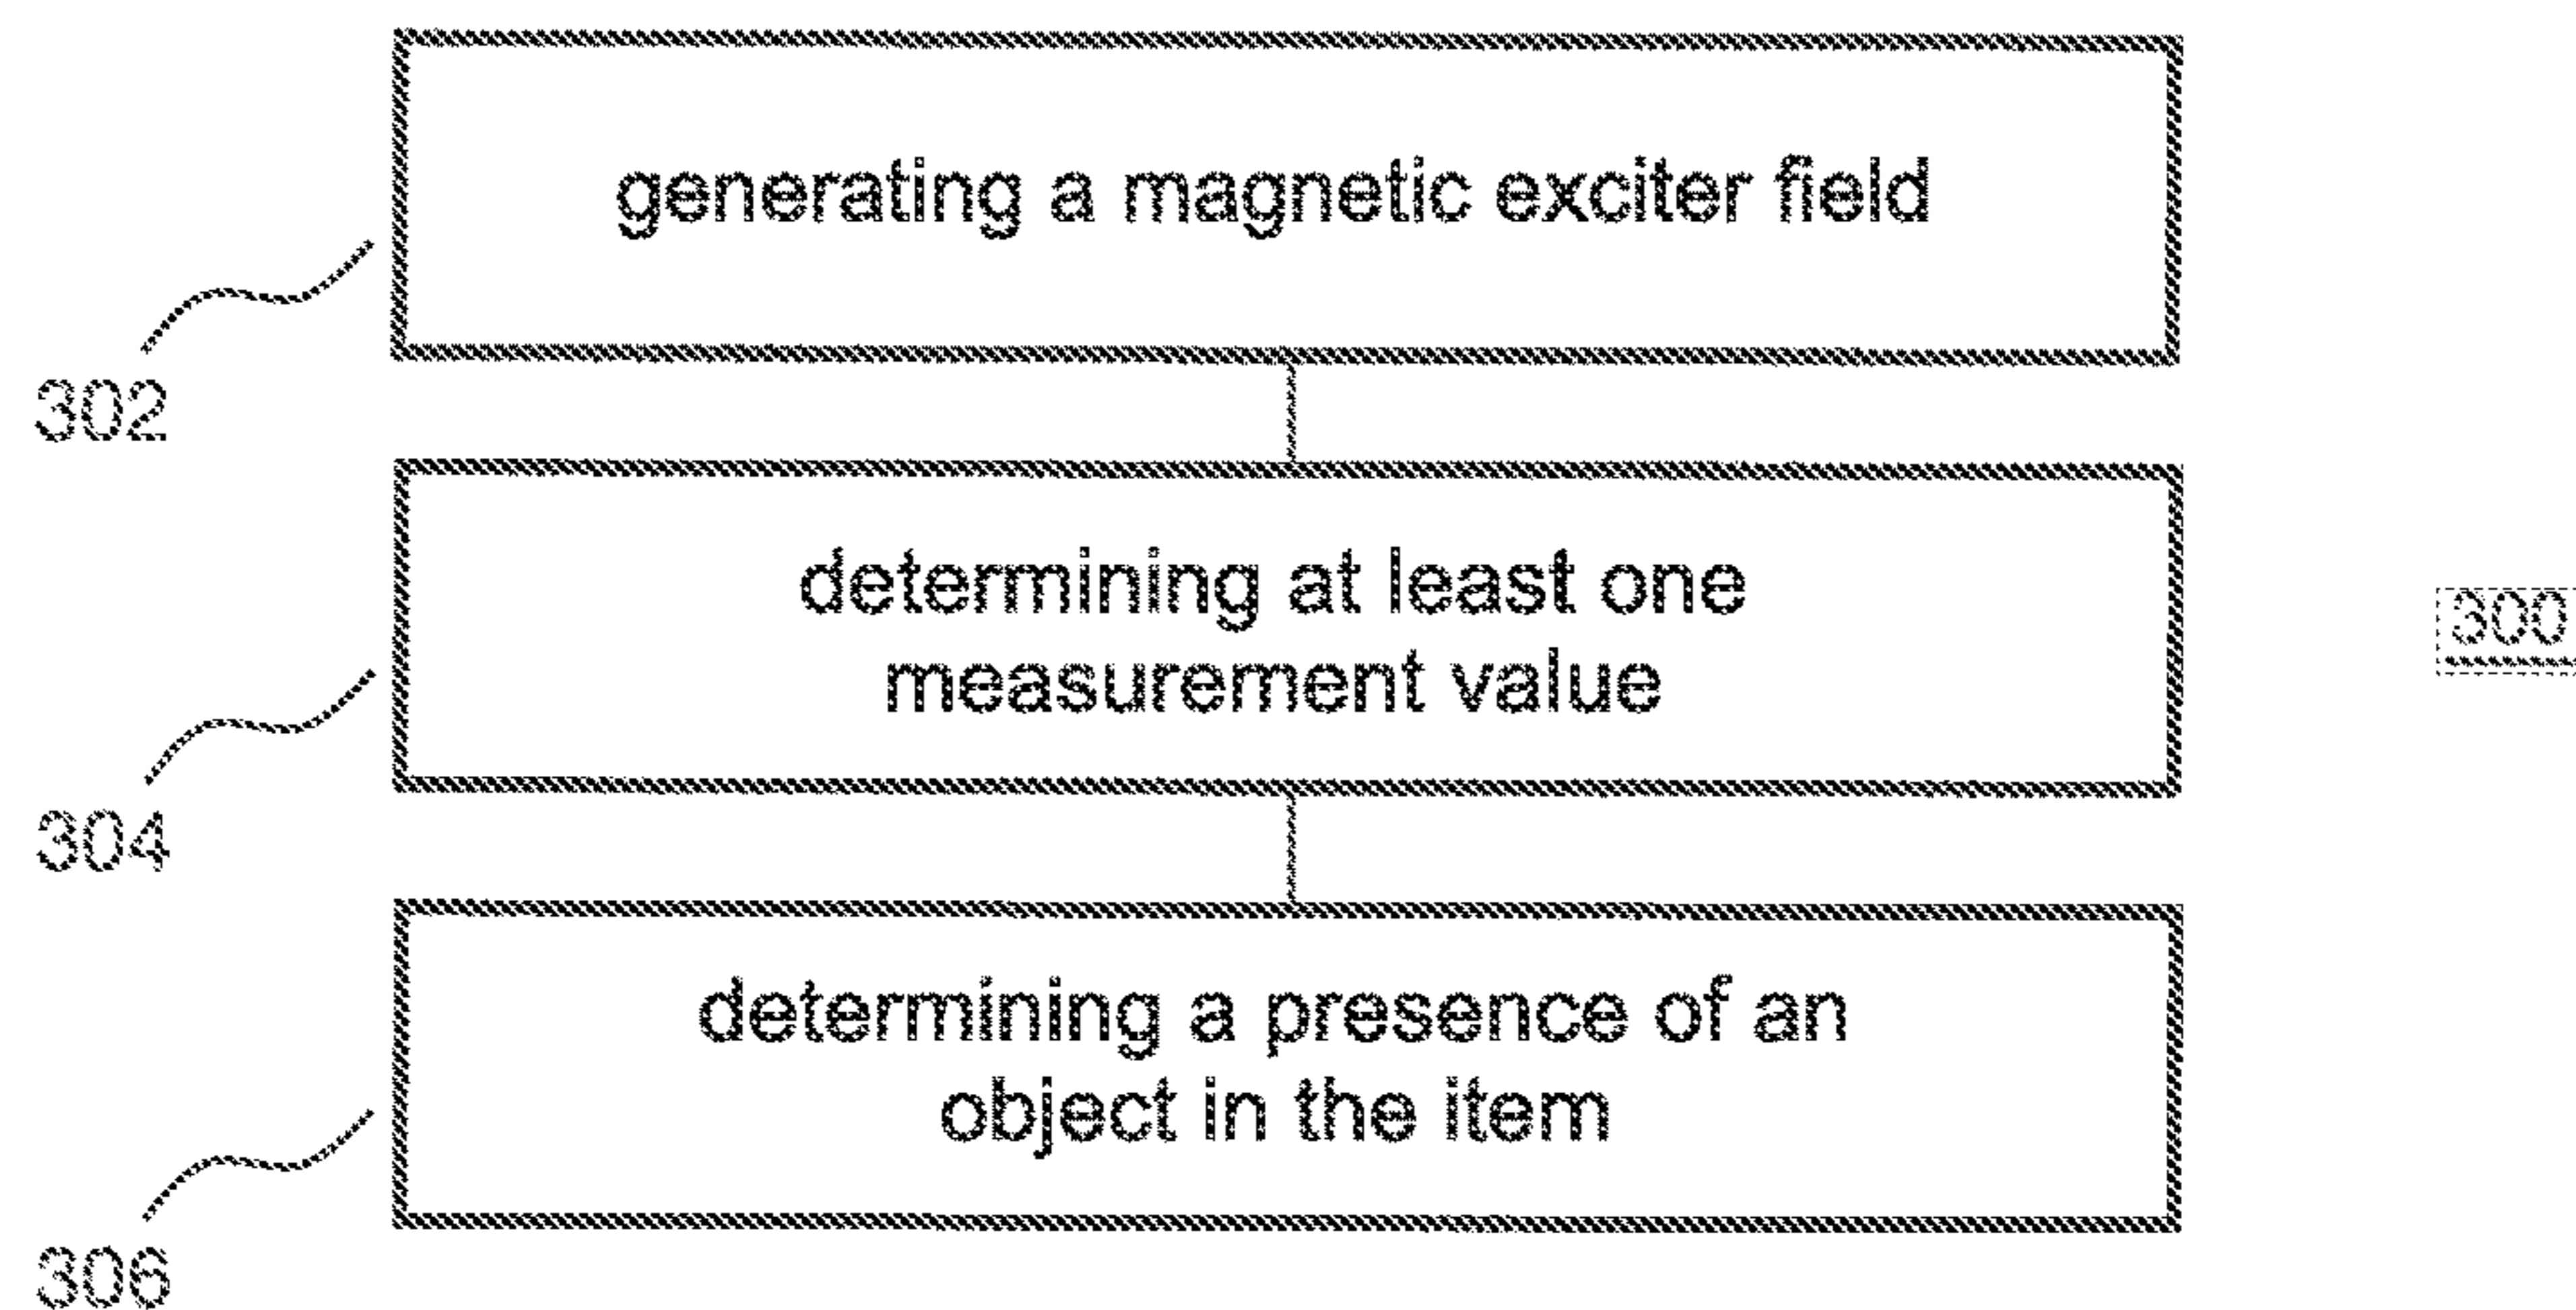 generating a magnetic exciter field
302
determining at least one
measurement value
300
304
determining a presence of an
object in the item
306